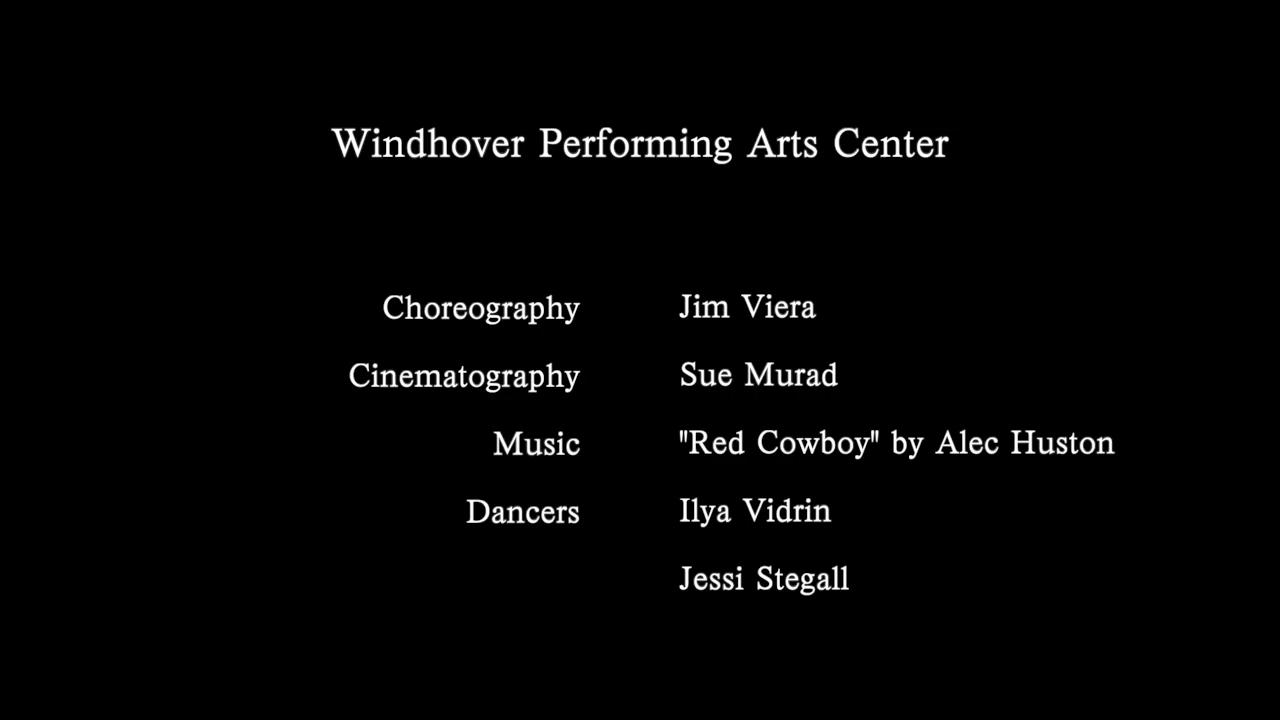 Windhover Performing Arts Center
Choreography Jim Viera
Cinematography Sue Murad
Music "Red Cowboy" by Alec Huston
Dancers Ilya Vidrin
Jessi Stegall